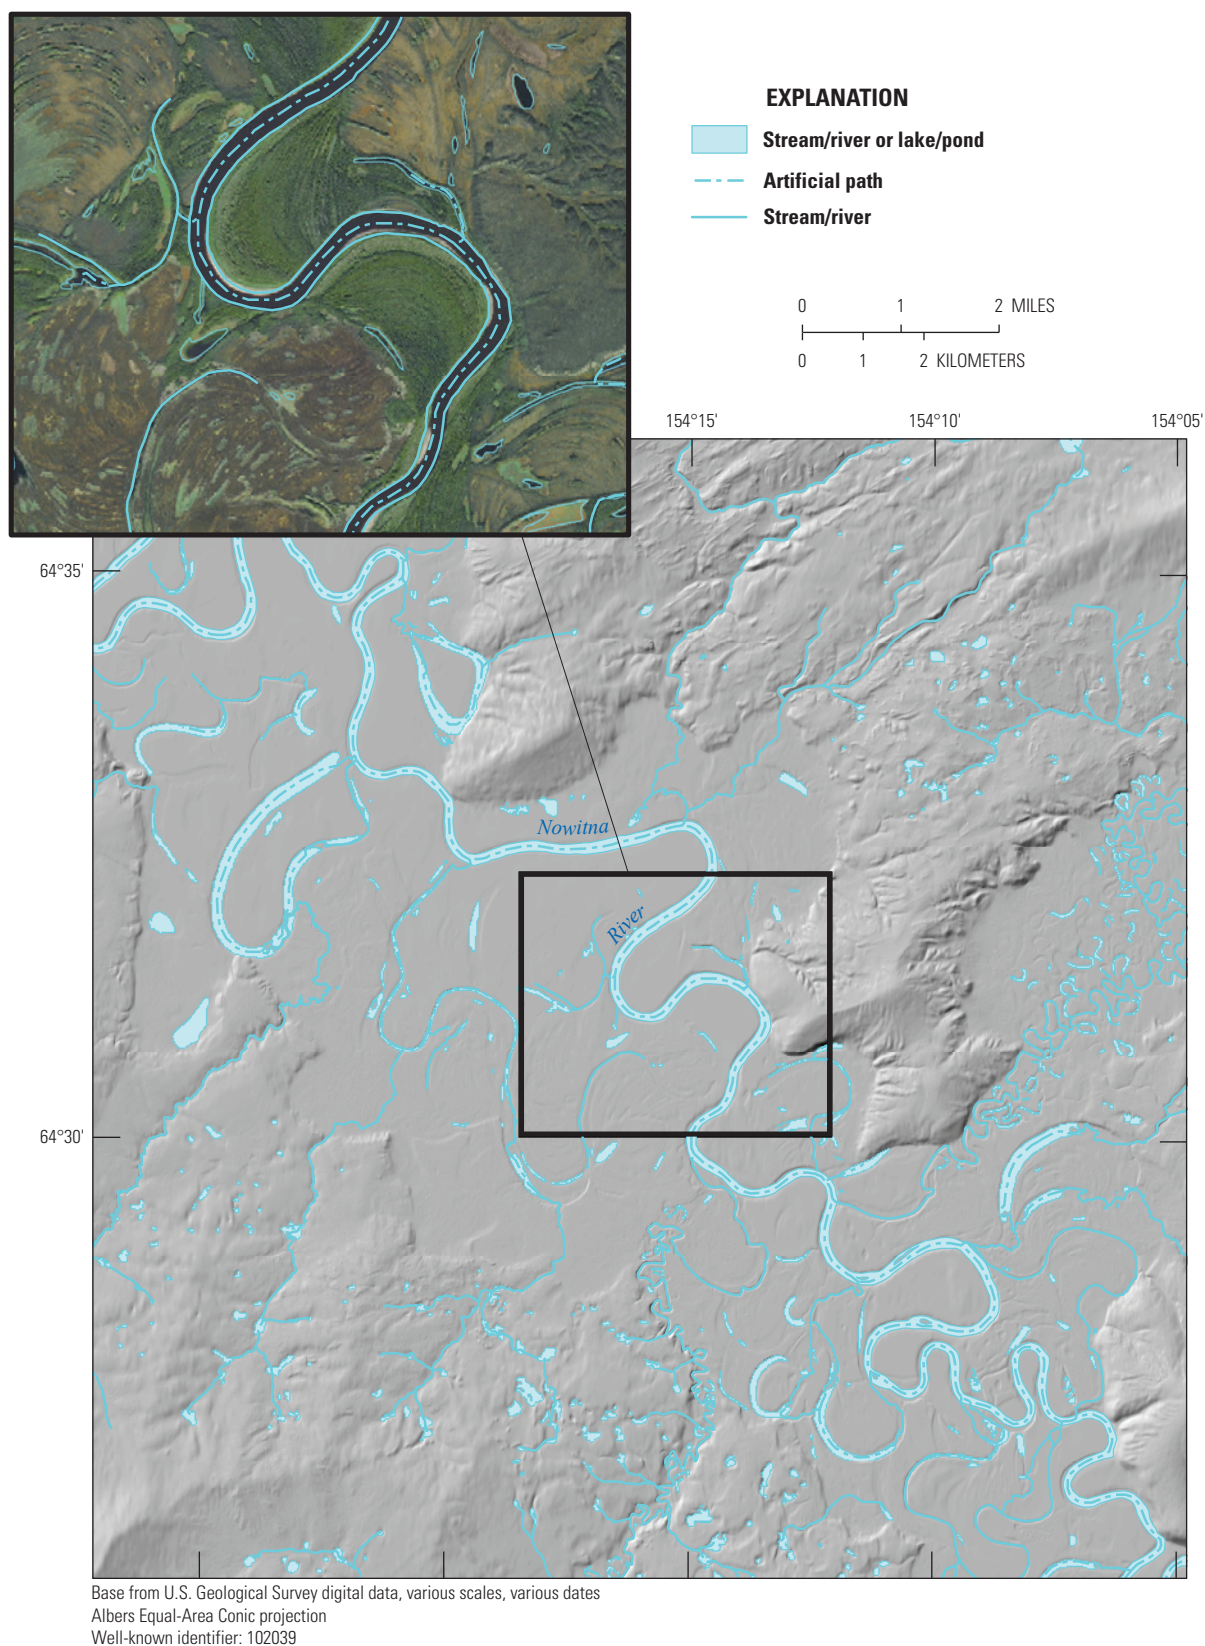 EXPLANATION
Stream/river or lake/pond
Artificial path
Stream/river
0 1 2 MILES
0 1 2 KILOMETERS
154°15' 154°10' 154°05'
64°35'
Nowitna
River
64°30'
Base from U.S. Geological Survey digital data, various scales, various dates
Albers Equal-Area Conic projection
Well-known identifier: 102039